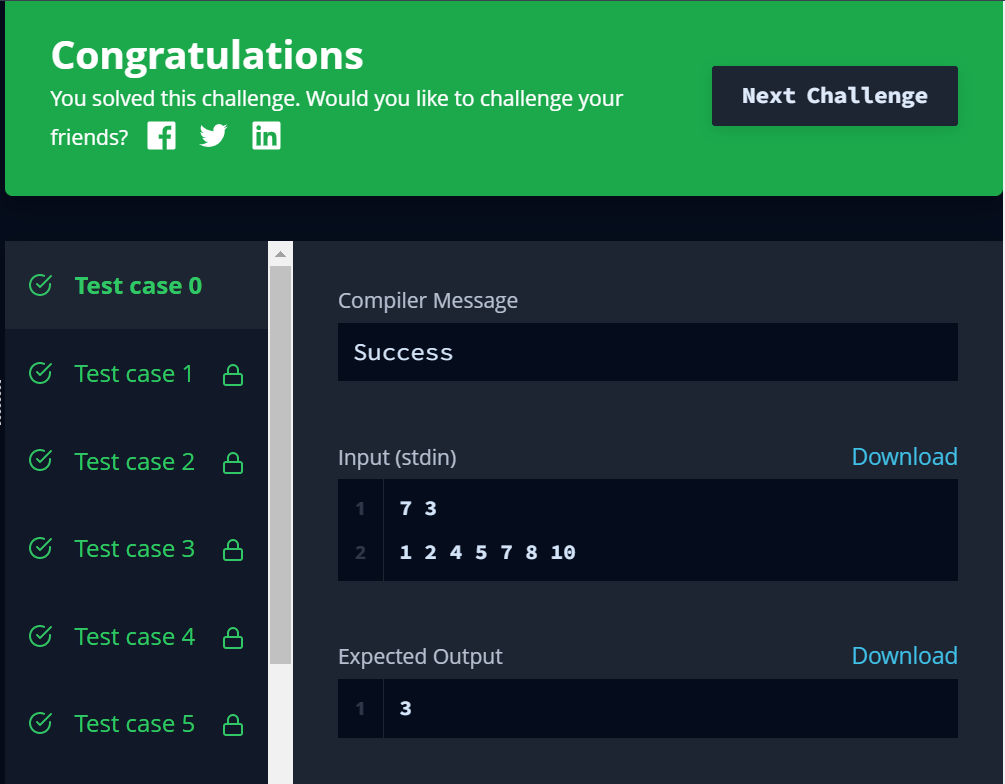 Congratulations
You solved this challenge. Would you like to challenge your
friends?
Next Challenge
Test case 0
Test case 1
Test case 2
Test case 3
Test case 4
Test case 5
Compiler Message
Success
Input (stdin)
Download
1 7 3
2 1 2 4 5 7 8 10
Expected Output
Download
1 3